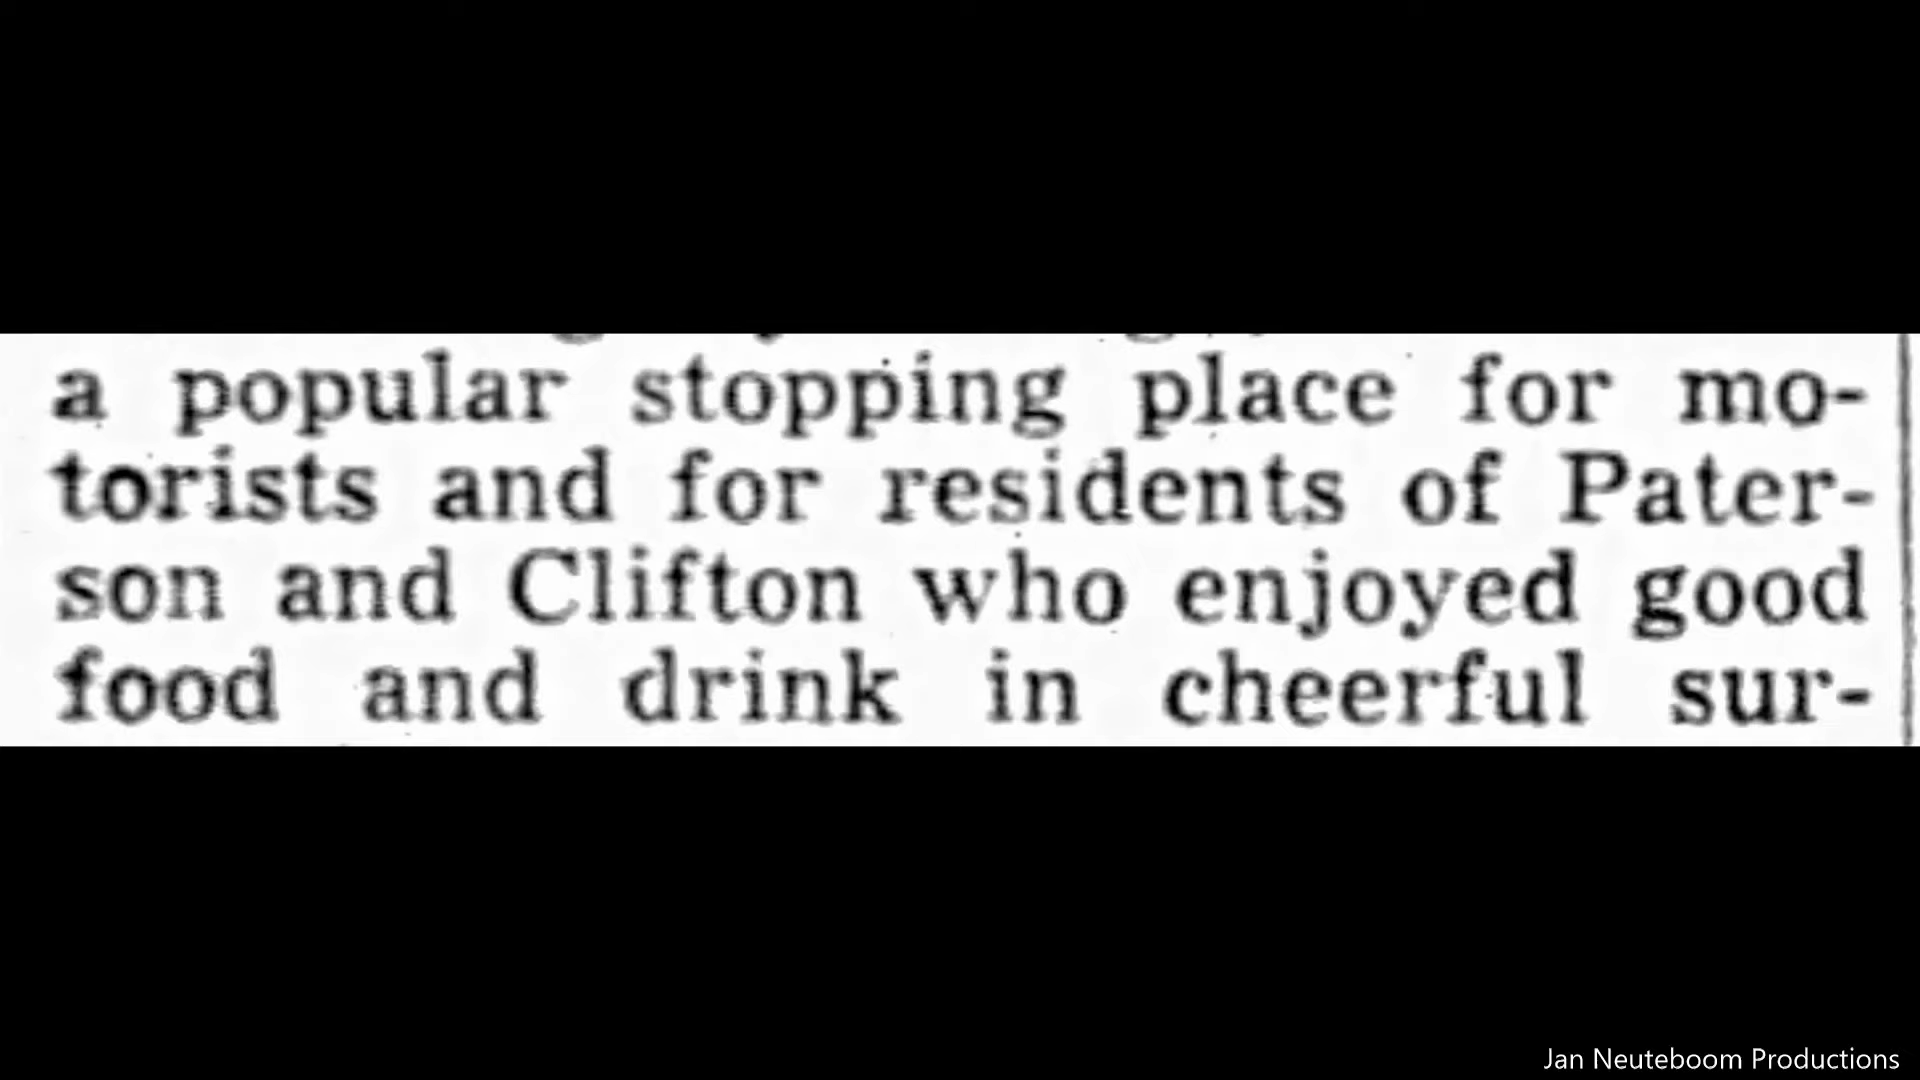 a popular stopping place for mo-
torists and for residents of Pater-
son and Clifton who enjoyed good
food and drink in cheerful sur-
Jan Neuteboom Productions